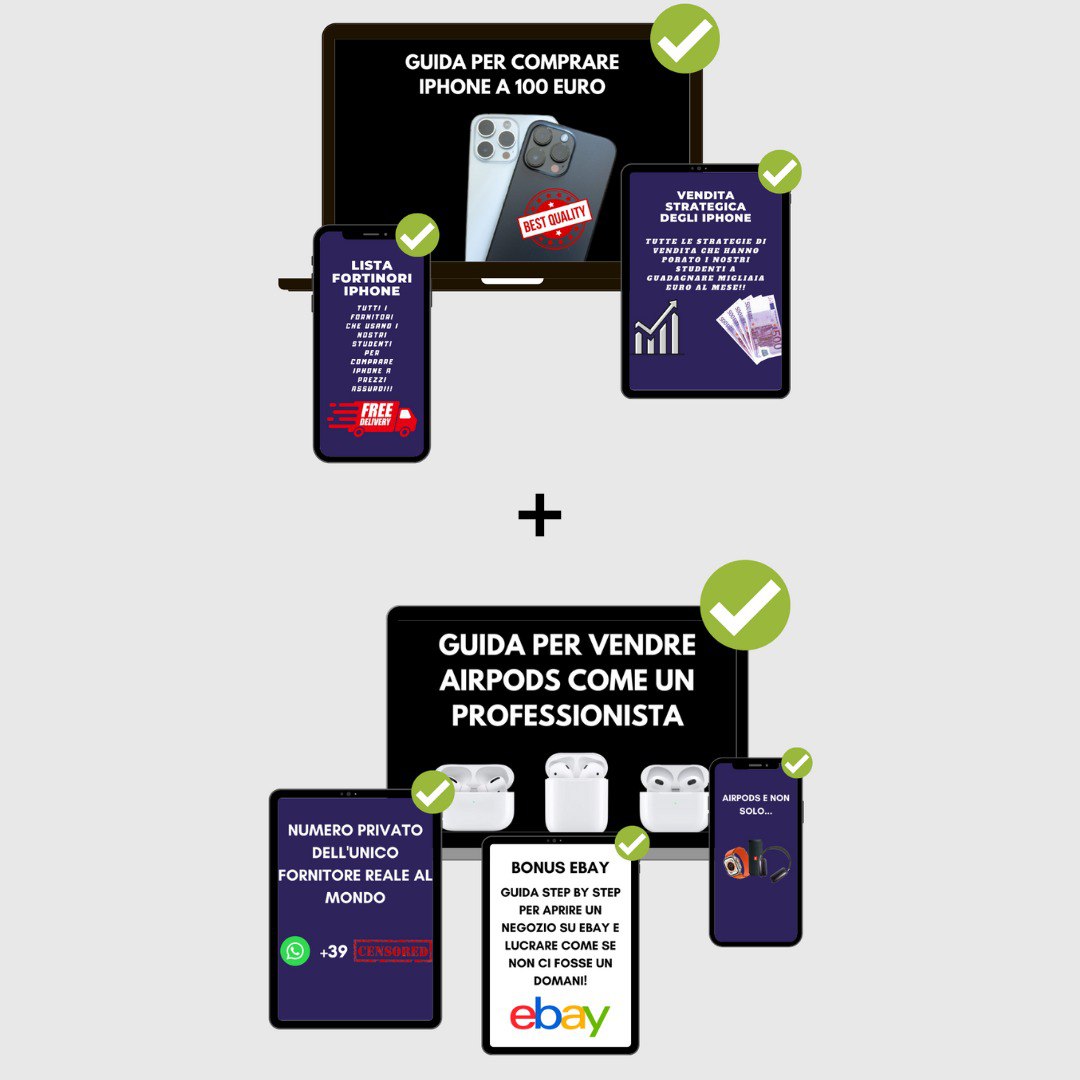 GUIDA PER COMPRARE
IPHONE A 100 EURO
BEST QUALITY
VENDITA
STRATEGICA
DEGLI IPHONE
TUTTE LE STRATEGIE DI
VENDITA CHE HANNO
PORATO I NOSTRI
STUDENTI A
GUADAGNARE MIGLIAIA
EURO AL MESE!!
LISTA
FORTINORI
IPHONE
TUTTI I
FORNITORI
CHE USANO I
NOSTRI
STUDENTI
PER
COMPRARE
IPHONE A
PREZZI
ASSURDI!!
FREE
DELIVERY
+
GUIDA PER VENDRE
AIRPODS COME UN
PROFESSIONISTA
AIRPODS E NON
SOLO...
NUMERO PRIVATO
DELL'UNICO
FORNITORE REALE AL
MONDO
+39 CENSORED
BONUS EBAY
GUIDA STEP BY STEP
PER APRIRE UN
NEGOZIO SU EBAY E
LUCRARE COME SE
NON CI FOSSE UN
DOMANI!
ebay